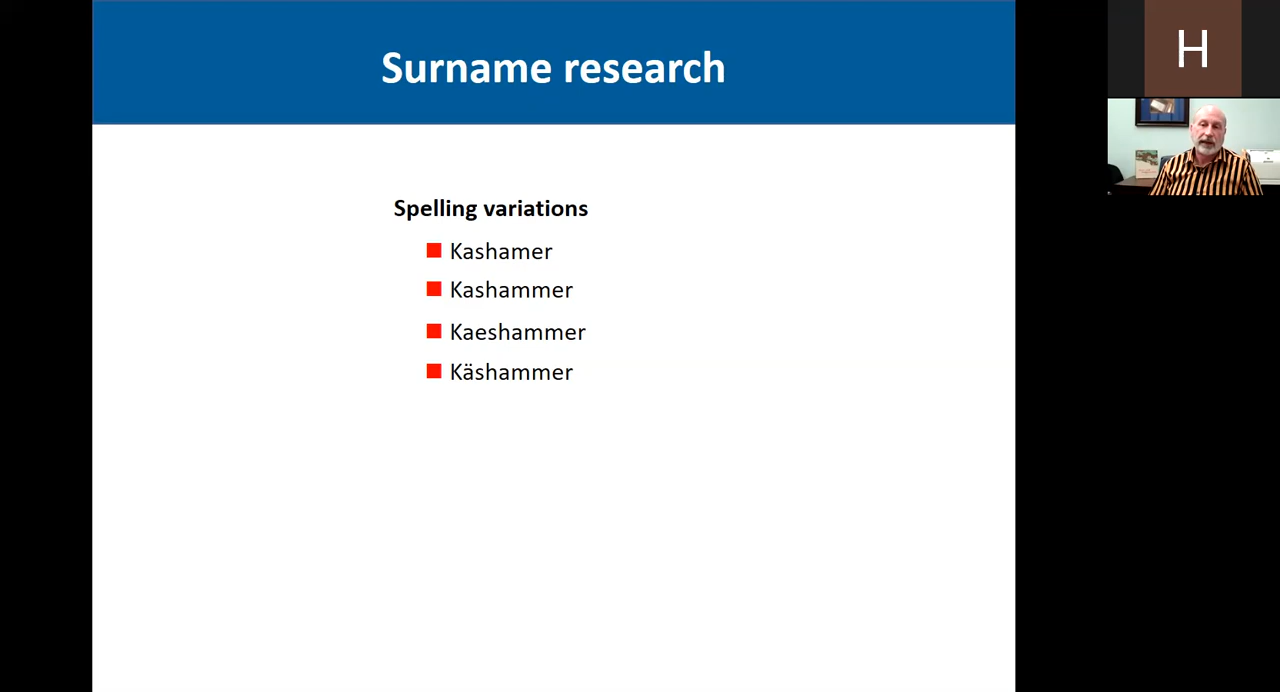 Surname research
H
Spelling variations
Kashamer
Kashammer
Kaeshammer
Käshammer